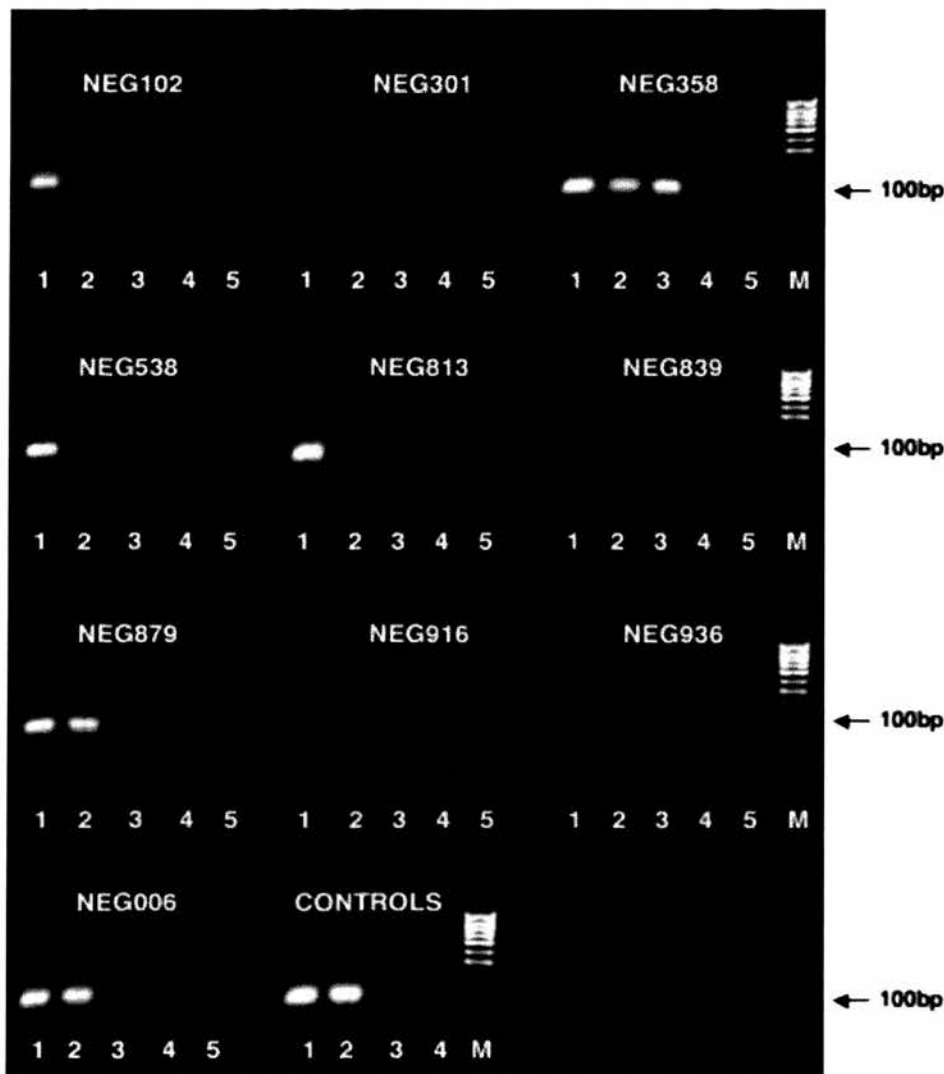 NEG102 NEG301 NEG358
100bp
1 2 3 4 5 1 2 3 4 5 1 2 3 4 5 M
NEG538 NEG813 NEG839
100bp
1 2 3 4 5 1 2 3 4 5 1 2 3 4 5 M
NEG879 NEG916 NEG936
100bp
1 2 3 4 5 1 2 3 4 5 1 2 3 4 5 M
NEG006 CONTROLS
100bp
1 2 3 4 5 1 2 3 4 M